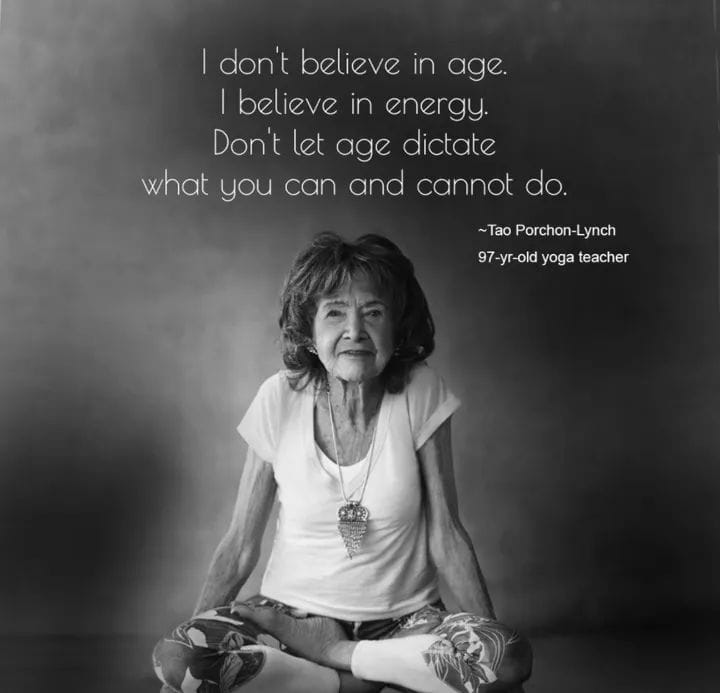 I don't believe in age.
I believe in energy.
Don't let age dictate
what you can and cannot do.
~Tao Porchon-Lynch
97-yr-old yoga teacher